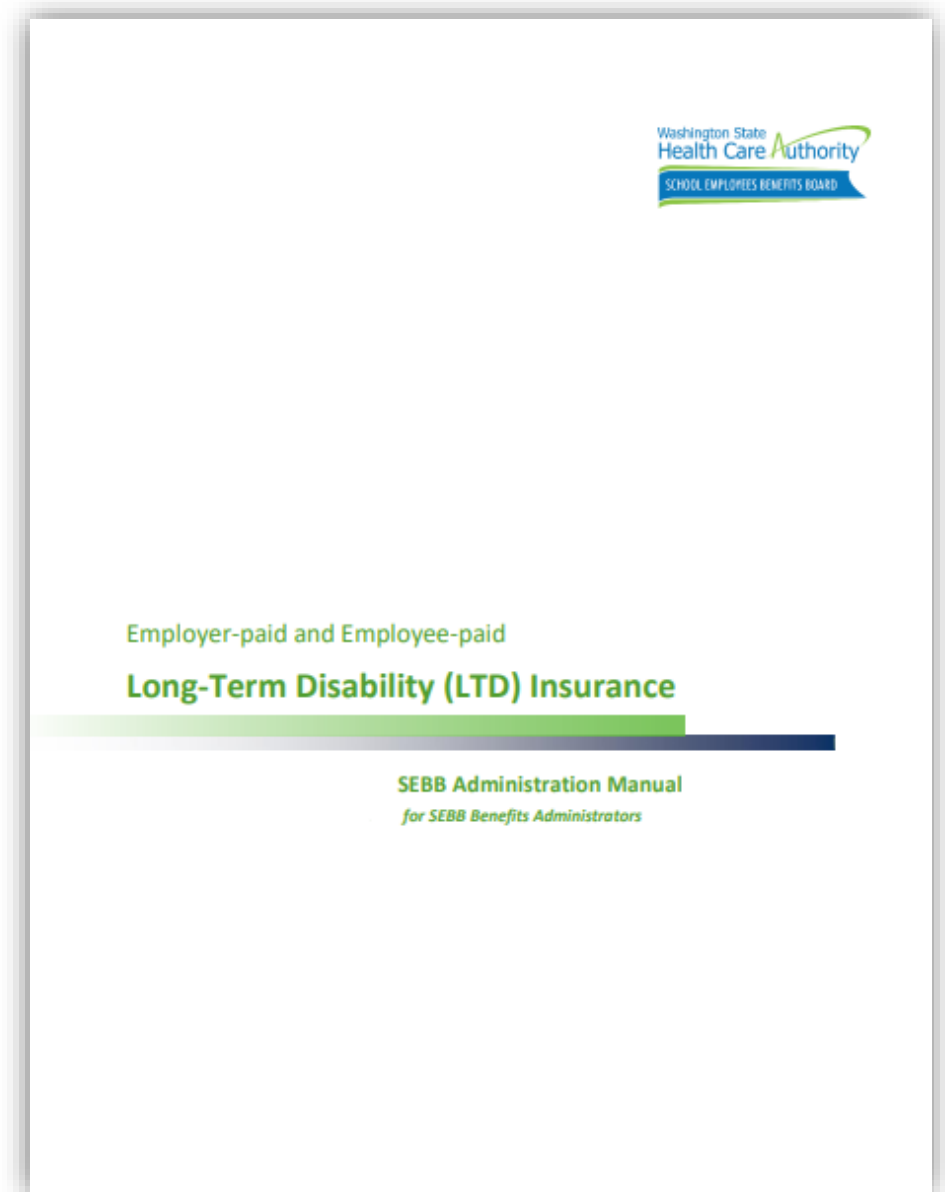 Washington State
Health Care Authority
SCHOOL EMPLOYEES BENEFITS BOARD
Employer-paid and Employee-paid
Long-Term Disability (LTD) Insurance
SEBB Administration Manual
for SEBB Benefits Administrators